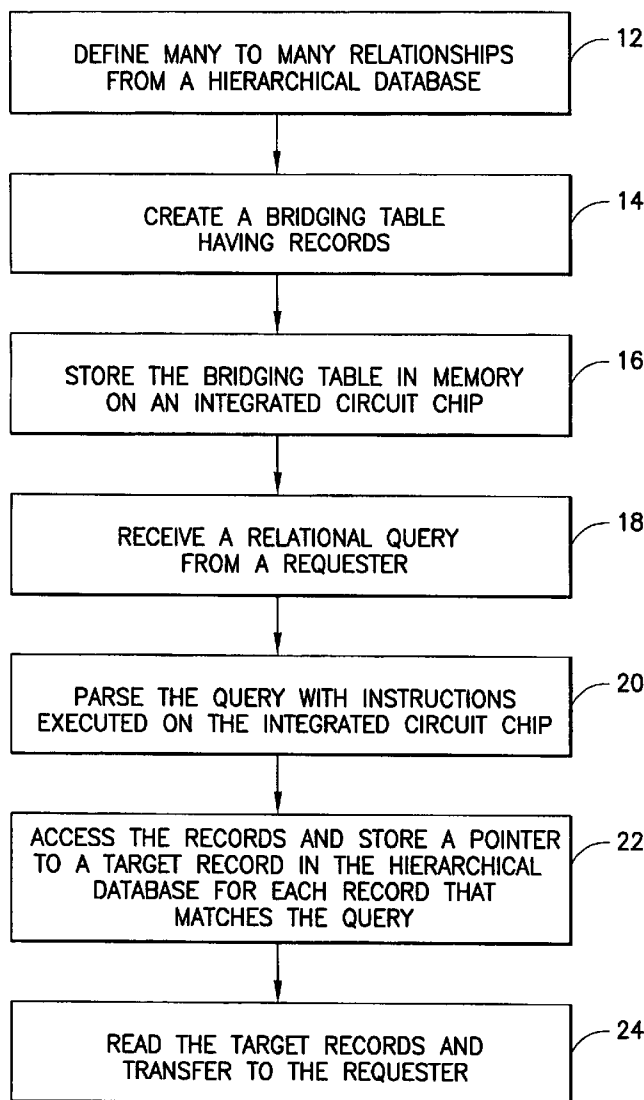 DEFINE MANY TO MANY RELATIONSHIPS
FROM A HIERARCHICAL DATABASE
12
CREATE A BRIDGING TABLE
HAVING RECORDS
14
STORE THE BRIDGING TABLE IN MEMORY
ON AN INTEGRATED CIRCUIT CHIP
16
RECEIVE A RELATIONAL QUERY
FROM A REQUESTER
18
PARSE THE QUERY WITH INSTRUCTIONS
EXECUTED ON THE INTEGRATED CIRCUIT CHIP
20
ACCESS THE RECORDS AND STORE A POINTER
TO A TARGET RECORD IN THE HIERARCHICAL
DATABASE FOR EACH RECORD THAT
MATCHES THE QUERY
22
READ THE TARGET RECORDS AND
TRANSFER TO THE REQUESTER
24